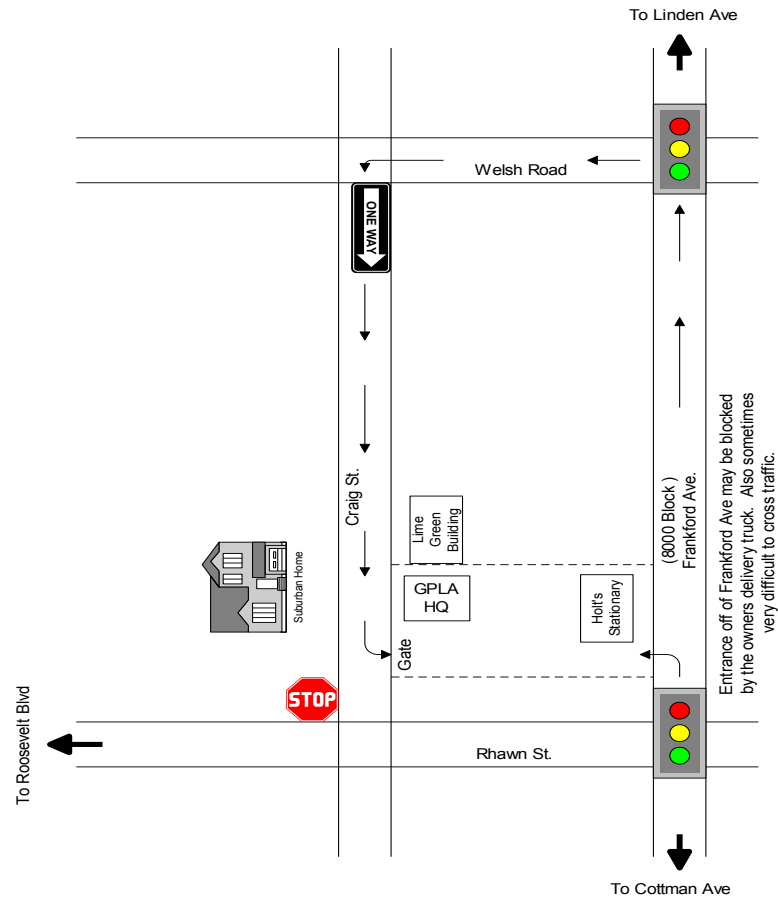 To Linden Ave
Welsh Road
ONE WAY
Craig St.
Lime
Green
Building
(8000 Block )
Frankford Ave.
Entrance off of Frankford Ave may be blocked
by the owners delivery truck. Also sometimes
very difficult to cross traffic.
Suburban Home
GPLA
HQ
Holt's
Stationary
Gate
STOP
To Roosevelt Blvd
Rhawn St.
To Cottman Ave